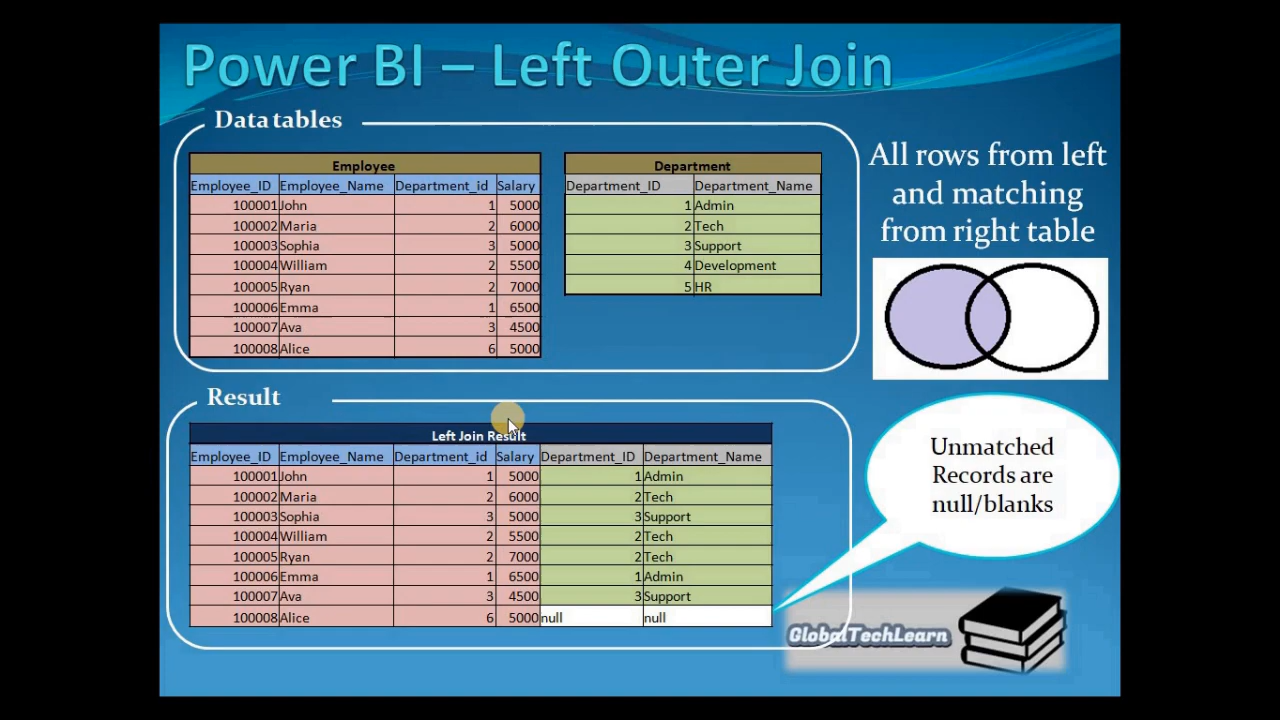 Power BI – Left Outer Join
Data tables
Employee
Employee_ID Employee_Name Department_id Salary
100001 John 1 5000
100002 Maria 2 6000
100003 Sophia 3 5000
100004 William 2 5500
100005 Ryan 2 7000
100006 Emma 1 6500
100007 Ava 3 4500
100008 Alice 6 5000
Department
Department_ID Department_Name
1 Admin
2 Tech
3 Support
4 Development
5 HR
All rows from left
and matching
from right table
Result
Left Join Result
Employee_ID Employee_Name Department_id Salary Department_ID Department_Name
100001 John 1 5000 1 Admin
100002 Maria 2 6000 2 Tech
100003 Sophia 3 5000 3 Support
100004 William 2 5500 2 Tech
100005 Ryan 2 7000 2 Tech
100006 Emma 1 6500 1 Admin
100007 Ava 3 4500 3 Support
100008 Alice 6 5000 null null
Unmatched
Records are
null/blanks
GlobalTechLearn